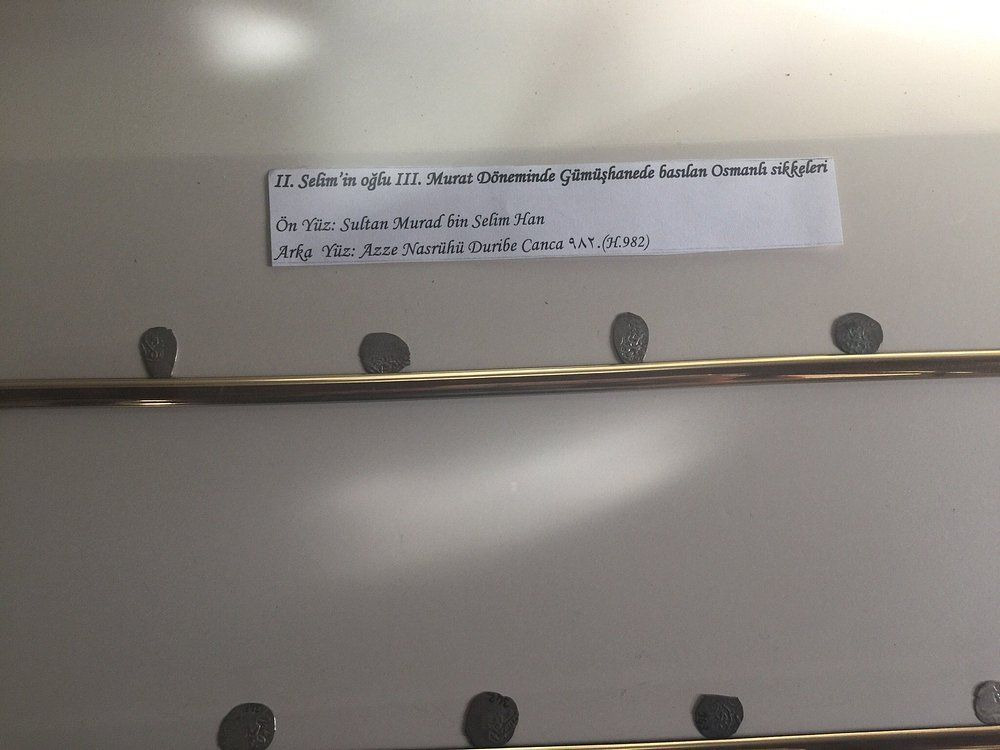 II. Selim'in oğlu III. Murat Döneminde Gümüşhanede basılan Osmanlı sikkeleri
Ön Yüz: Sultan Murad bin Selim Han
Arka Yüz: Azze Nasrühü Duribe Canca ٩٨٢.(H.982)